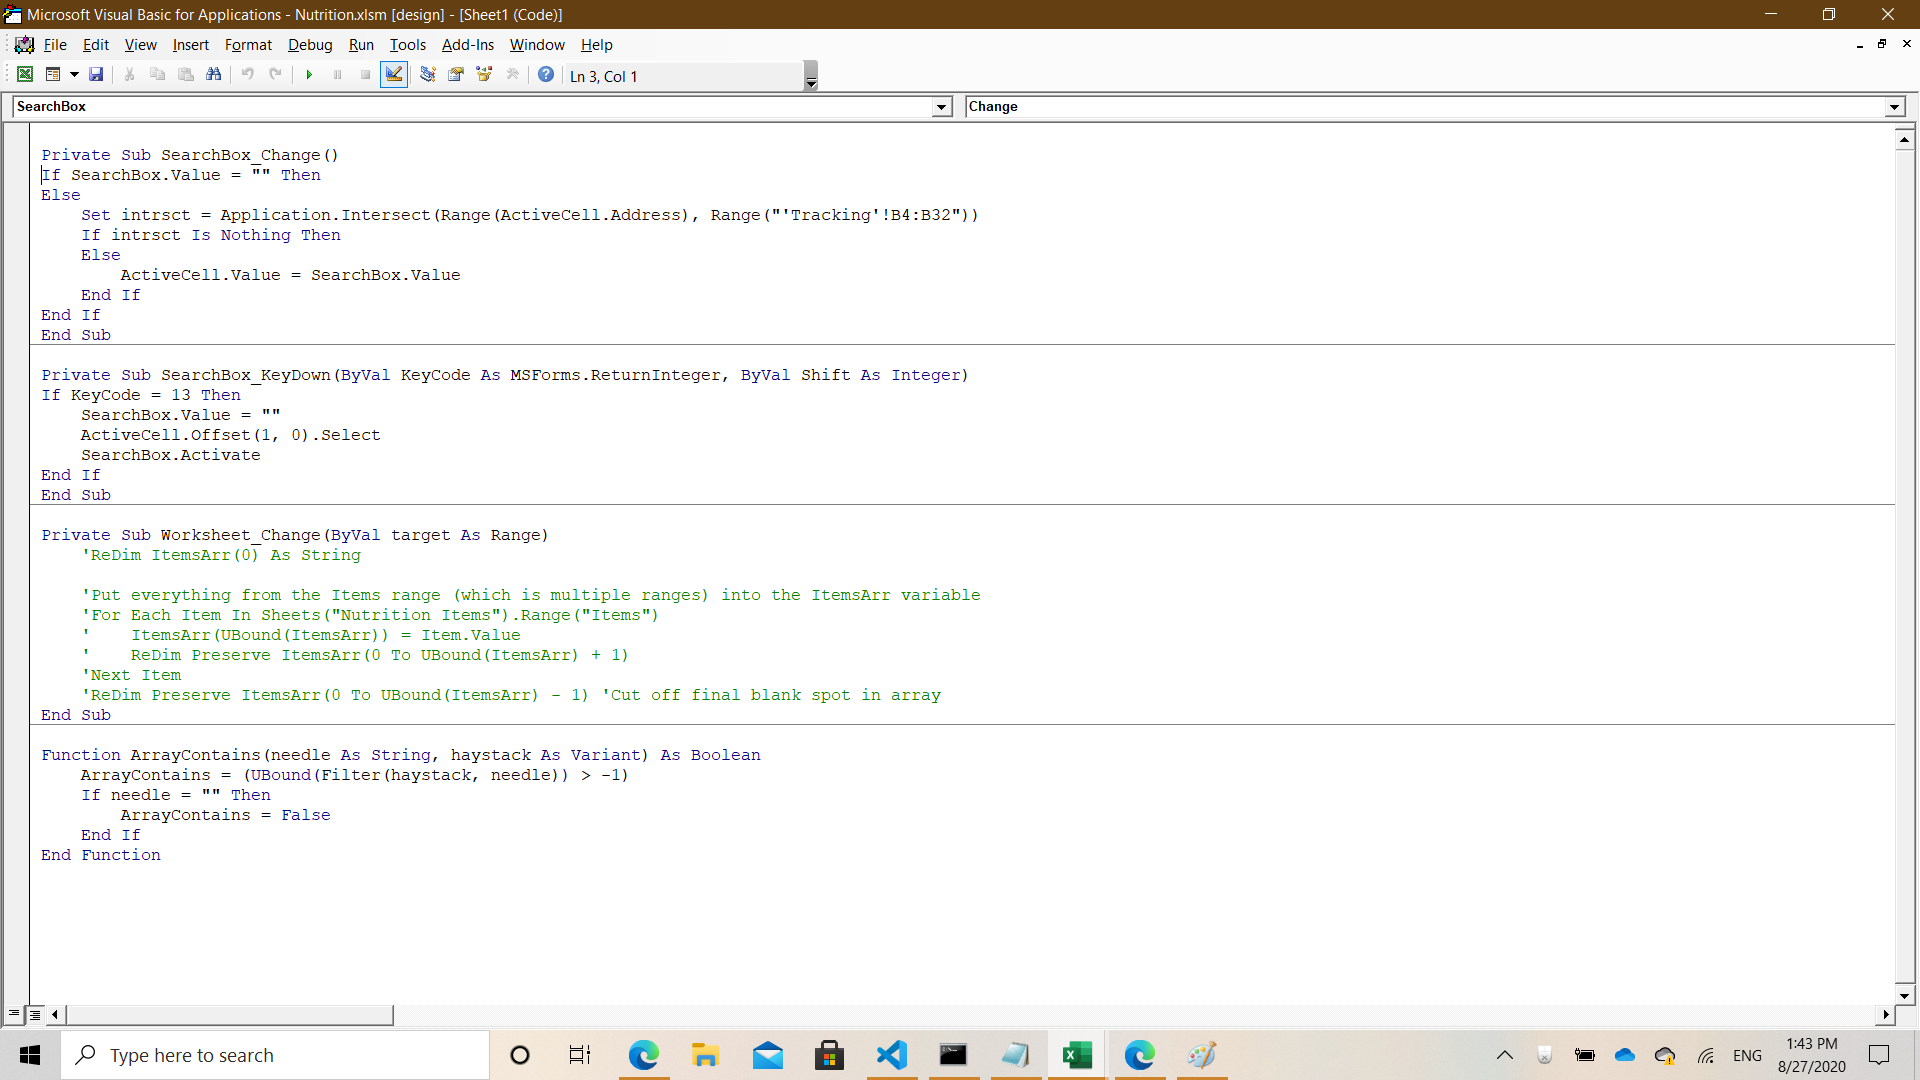 Microsoft Visual Basic for Applications - Nutrition.xlsm [design] - [Sheet1 (Code)]
File Edit View Insert Format Debug Run Tools Add-Ins Window Help
Ln 3, Col 1
SearchBox Change
Private Sub SearchBox_Change()
If SearchBox.Value = "" Then
Else
    Set intrsct = Application.Intersect(Range(ActiveCell.Address), Range("'Tracking'!B4:B32"))
    If intrsct Is Nothing Then
    Else
        ActiveCell.Value = SearchBox.Value
    End If
End If
End Sub
Private Sub SearchBox_KeyDown(ByVal KeyCode As MSForms.ReturnInteger, ByVal Shift As Integer)
If KeyCode = 13 Then
    SearchBox.Value = ""
    ActiveCell.Offset(1, 0).Select
    SearchBox.Activate
End If
End Sub
Private Sub Worksheet_Change(ByVal target As Range)
    'ReDim ItemsArr(0) As String
    'Put everything from the Items range (which is multiple ranges) into the ItemsArr variable
    'For Each Item In Sheets("Nutrition Items").Range("Items")
    '    ItemsArr(UBound(ItemsArr)) = Item.Value
    '    ReDim Preserve ItemsArr(0 To UBound(ItemsArr) + 1)
    'Next Item
    'ReDim Preserve ItemsArr(0 To UBound(ItemsArr) - 1) 'Cut off final blank spot in array
End Sub
Function ArrayContains(needle As String, haystack As Variant) As Boolean
    ArrayContains = (UBound(Filter(haystack, needle)) > -1)
    If needle = "" Then
        ArrayContains = False
    End If
End Function
Type here to search
ENG
1:43 PM
8/27/2020